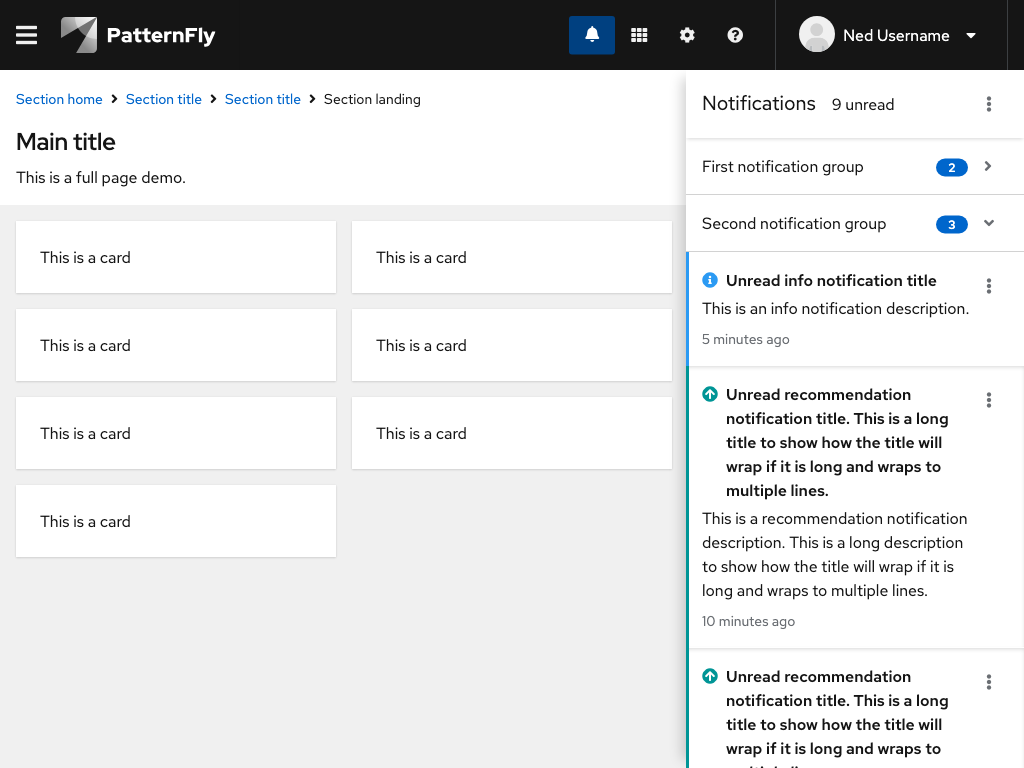 PatternFly
Ned Username
Section home > Section title > Section title > Section landing
Main title
This is a full page demo.
This is a card
This is a card
This is a card
This is a card
This is a card
This is a card
This is a card
Notifications 9 unread
First notification group 2
Second notification group 3
Unread info notification title
This is an info notification description.
5 minutes ago
Unread recommendation
notification title. This is a long
title to show how the title will
wrap if it is long and wraps to
multiple lines.
This is a recommendation notification
description. This is a long description
to show how the title will wrap if it is
long and wraps to multiple lines.
10 minutes ago
Unread recommendation
notification title. This is a long
title to show how the title will
wrap if it is long and wraps to